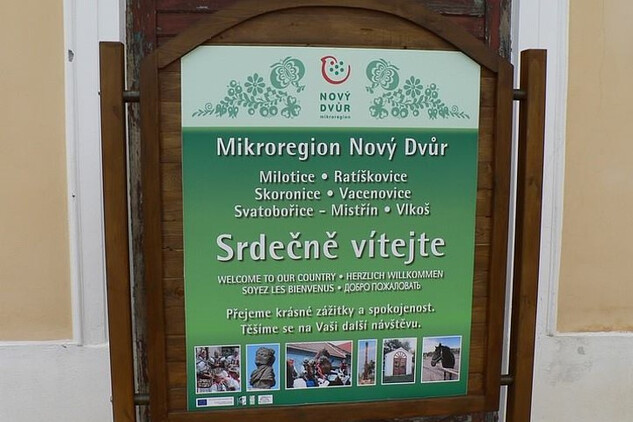 NOVÝ
DVŮR
mikroregion
Mikroregion Nový Dvůr
Milotice • Ratíškovice
Skoronice • Vacenovice
Svatobořice - Mistřín • Vlkoš
Srdečně vítejte
WELCOME TO OUR COUNTRY • HERZLICH WILLKOMMEN
SOYEZ LES BIENVENUS • ДОБРО ПОЖАЛОВАТЬ
Přejeme krásné zážitky a spokojenost.
Těšíme se na Vaši další návštěvu.